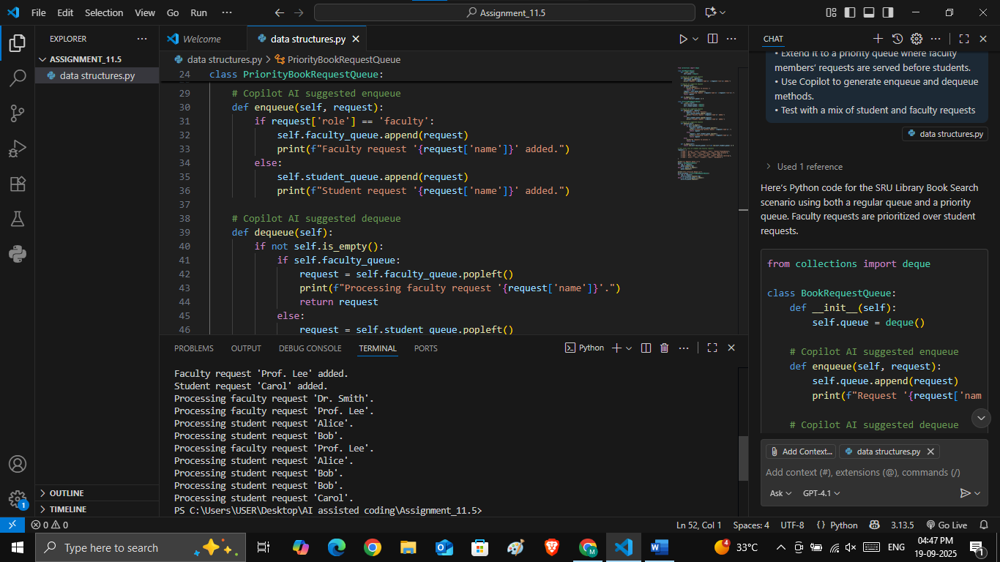 File Edit Selection View Go Run ··· Assignment_11.5
EXPLORER ···
ASSIGNMENT_11.5
data structures.py
OUTLINE
TIMELINE
Welcome
data structures.py
data structures.py > PriorityBookRequestQueue
24 class PriorityBookRequestQueue:
29 # Copilot AI suggested enqueue
30 def enqueue(self, request):
31 if request['role'] == 'faculty':
32 self.faculty_queue.append(request)
33 print(f"Faculty request '{request['name']}' added.")
34 else:
35 self.student_queue.append(request)
36 print(f"Student request '{request['name']}' added.")
37
38 # Copilot AI suggested dequeue
39 def dequeue(self):
40 if not self.is_empty():
41 if self.faculty_queue:
42 request = self.faculty_queue.popleft()
43 print(f"Processing faculty request '{request['name']}'.")
44 return request
45 else:
46 request = self.student_queue.popleft()
PROBLEMS OUTPUT DEBUG CONSOLE TERMINAL PORTS
Python
Faculty request 'Prof. Lee' added.
Student request 'Carol' added.
Processing faculty request 'Dr. Smith'.
Processing faculty request 'Prof. Lee'.
Processing student request 'Alice'.
Processing student request 'Bob'.
Processing faculty request 'Prof. Lee'.
Processing student request 'Alice'.
Processing student request 'Bob'.
Processing student request 'Bob'.
Processing student request 'Carol'.
PS C:\Users\USER\Desktop\AI assisted coding\Assignment_11.5>
CHAT
• Extend it to a priority queue where faculty
members' requests are served before students.
• Use Copilot to generate enqueue and dequeue
methods.
• Test with a mix of student and faculty requests
data structures.py
Used 1 reference
Here's Python code for the SRU Library Book Search
scenario using both a regular queue and a priority
queue. Faculty requests are prioritized over student
requests.
from collections import deque
class BookRequestQueue:
def __init__(self):
self.queue = deque()
# Copilot AI suggested enqueue
def enqueue(self, request):
self.queue.append(request)
print(f"Request '{request['nam
# Copilot AI suggested dequeue
Add Context... data structures.py
Add context (#), extensions (@), commands (/)
Ask GPT-4.1
1
0 0
Ln 52, Col 1 Spaces: 4 UTF-8 {} Python 3.13.5 Go Live
Type here to search
M
4
33°C
ENG
04:47 PM
19-09-2025
1